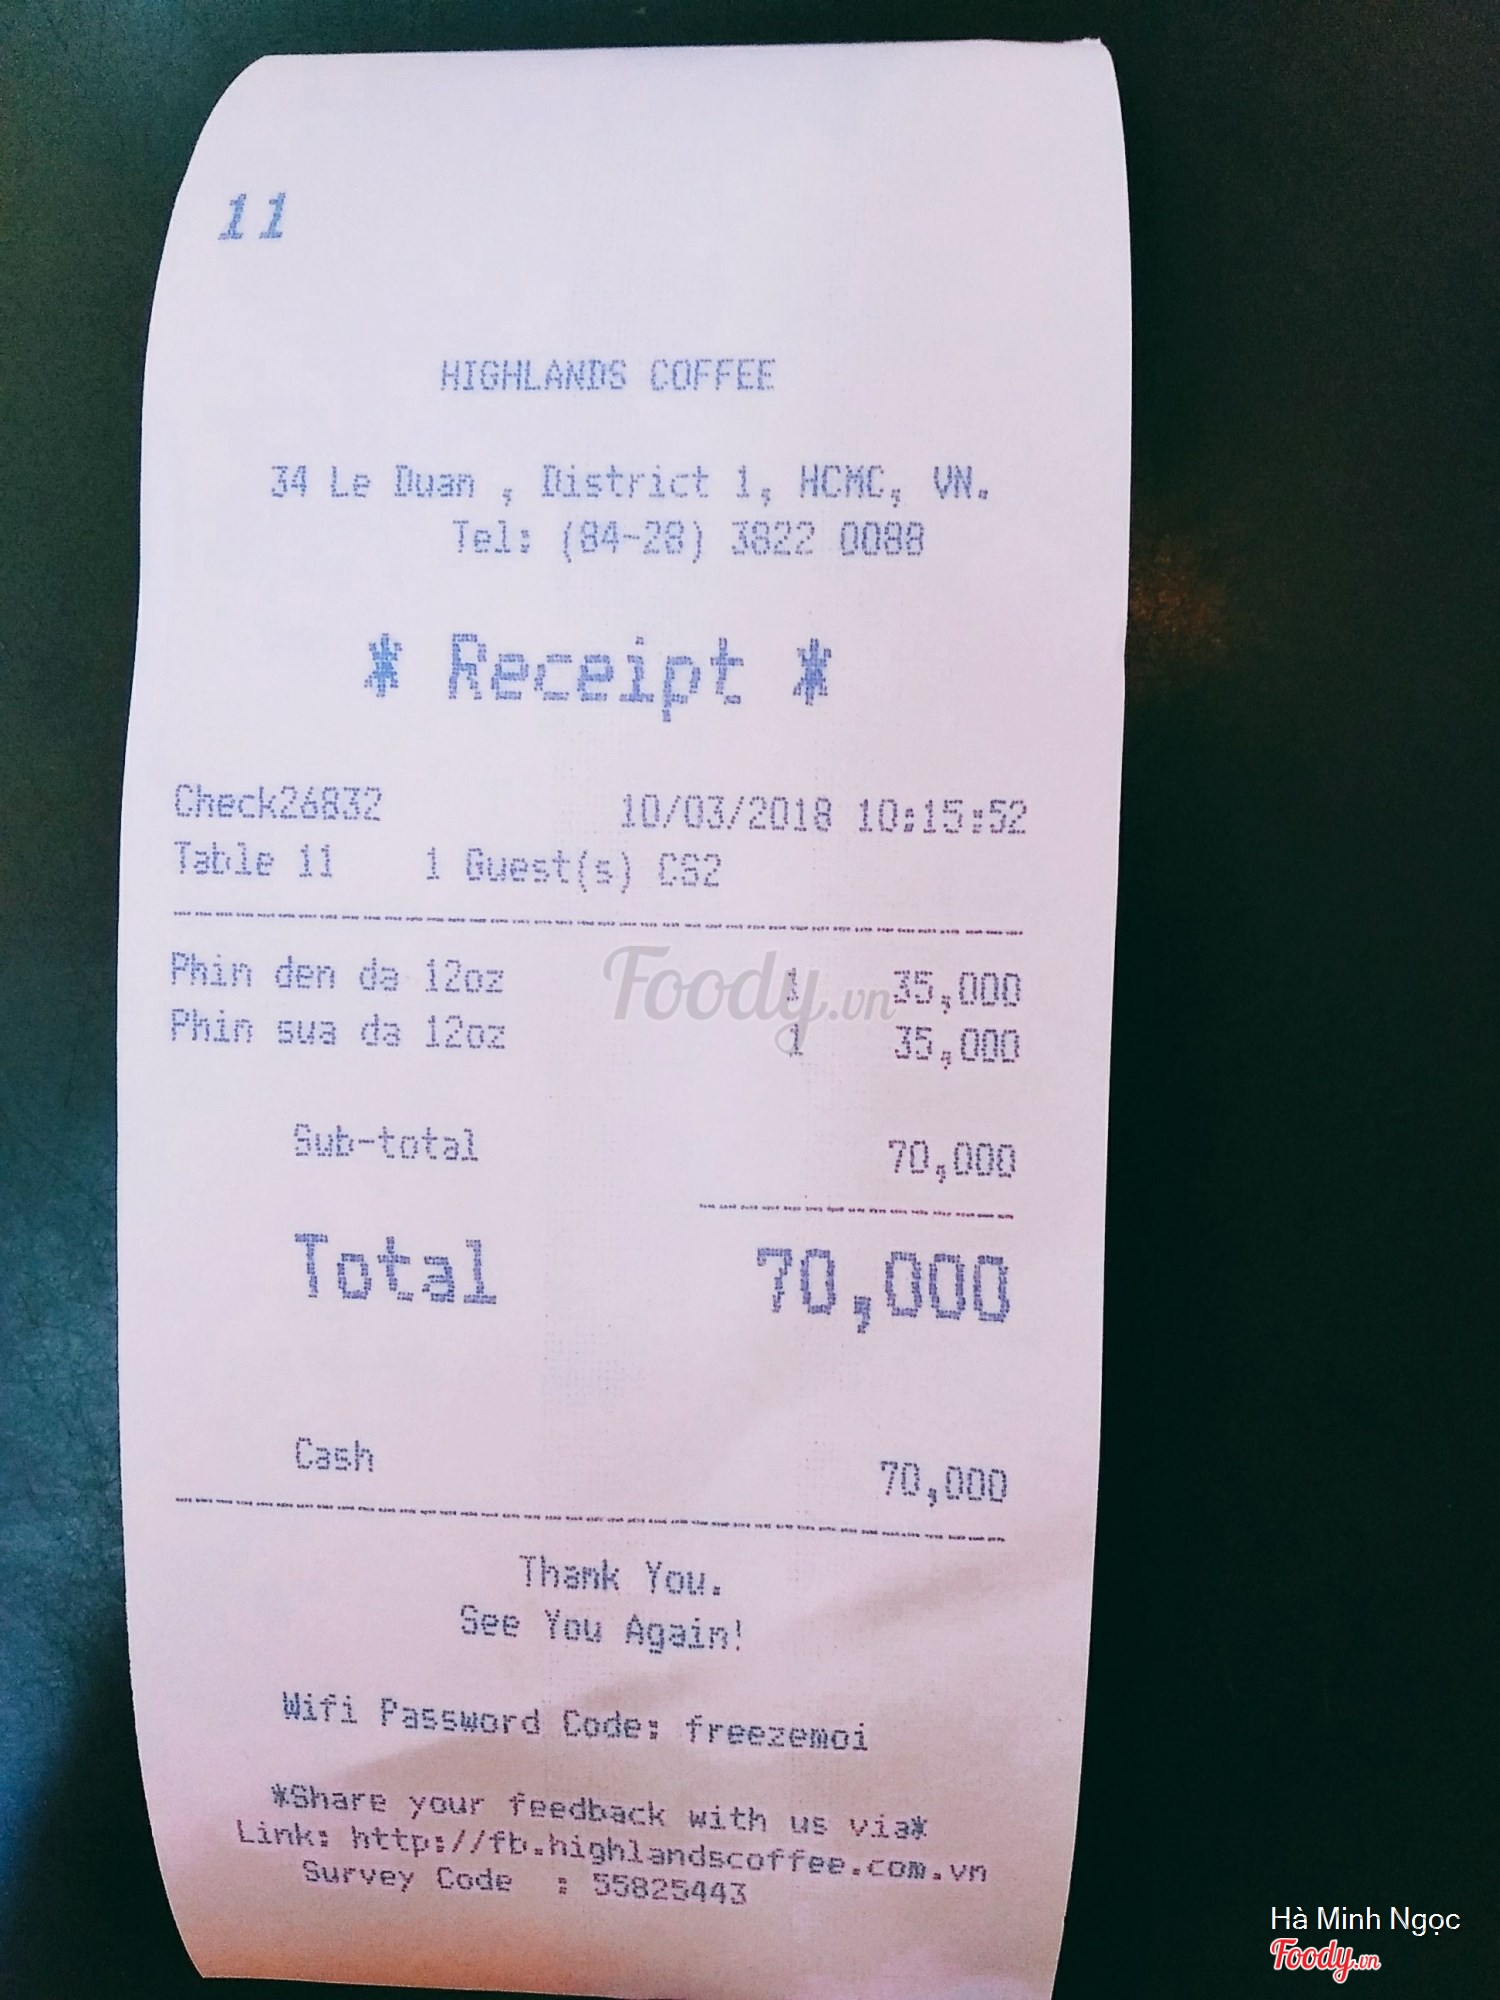 11
HIGHLANDS COFFEE
34 Le Duan , District 1, HCMC, VN.
Tel: (84-28) 3822 0088
* Receipt *
Check26832 10/03/2018 10:15:52
Table 11 1 Guest(s) CS2
Phin den da 12oz 1 35,000
Phin sua da 12oz 1 35,000
Foody.vn
Sub-total 70,000
Total 70,000
Cash 70,000
Thank You.
See You Again!
Wifi Password Code: freezemoi
*Share your feedback with us via*
Link: http://fb.highlandscoffee.com.vn
Survey Code : 55825443
Hà Minh Ngọc
Foody.vn